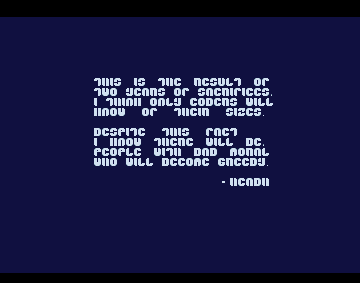 THIS IS THE RESULT OF
TWO YEARS OF SACRIFICES.
I THINK ONLY CODERS WILL
KNOW OF THEIR SIZES.
DESPITE THIS FACT
I KNOW THERE WILL BE.
PEOPLE WITH BAD MORAL
WHO WILL BECOME GREEDY.
-